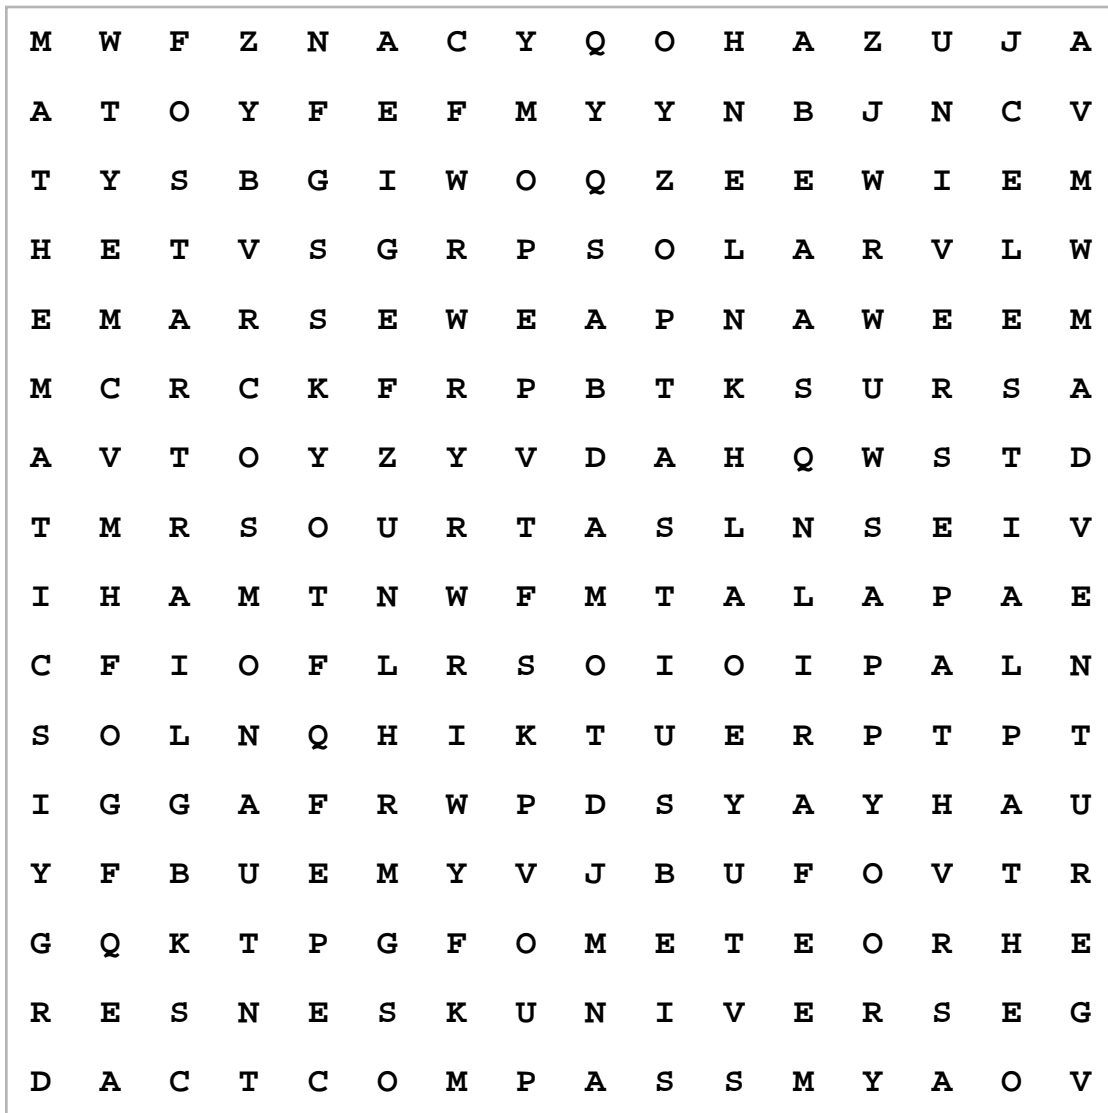 M W F Z N A C Y Q O H A Z U J A
A T O Y F E F M Y Y N B J N C V
T Y S B G I W O Q Z E E W I E M
H E T V S G R P S O L A R V L W
E M A R S E W E A P N A W E E M
M C R C K F R P B T K S U R S A
A V T O Y Z Y V D A H Q W S T D
T M R S O U R T A S L N S E I V
I H A M T N W F M T A L A P A E
C F I O F L R S O I O I P A L N
S O L N Q H I K T U E R P T P T
I G G A F R W P D S Y A Y H A U
Y F B U E M Y V J B U F O V T R
G Q K T P G F O M E T E O R H E
R E S N E S K U N I V E R S E G
D A C T C O M P A S S M Y A O V